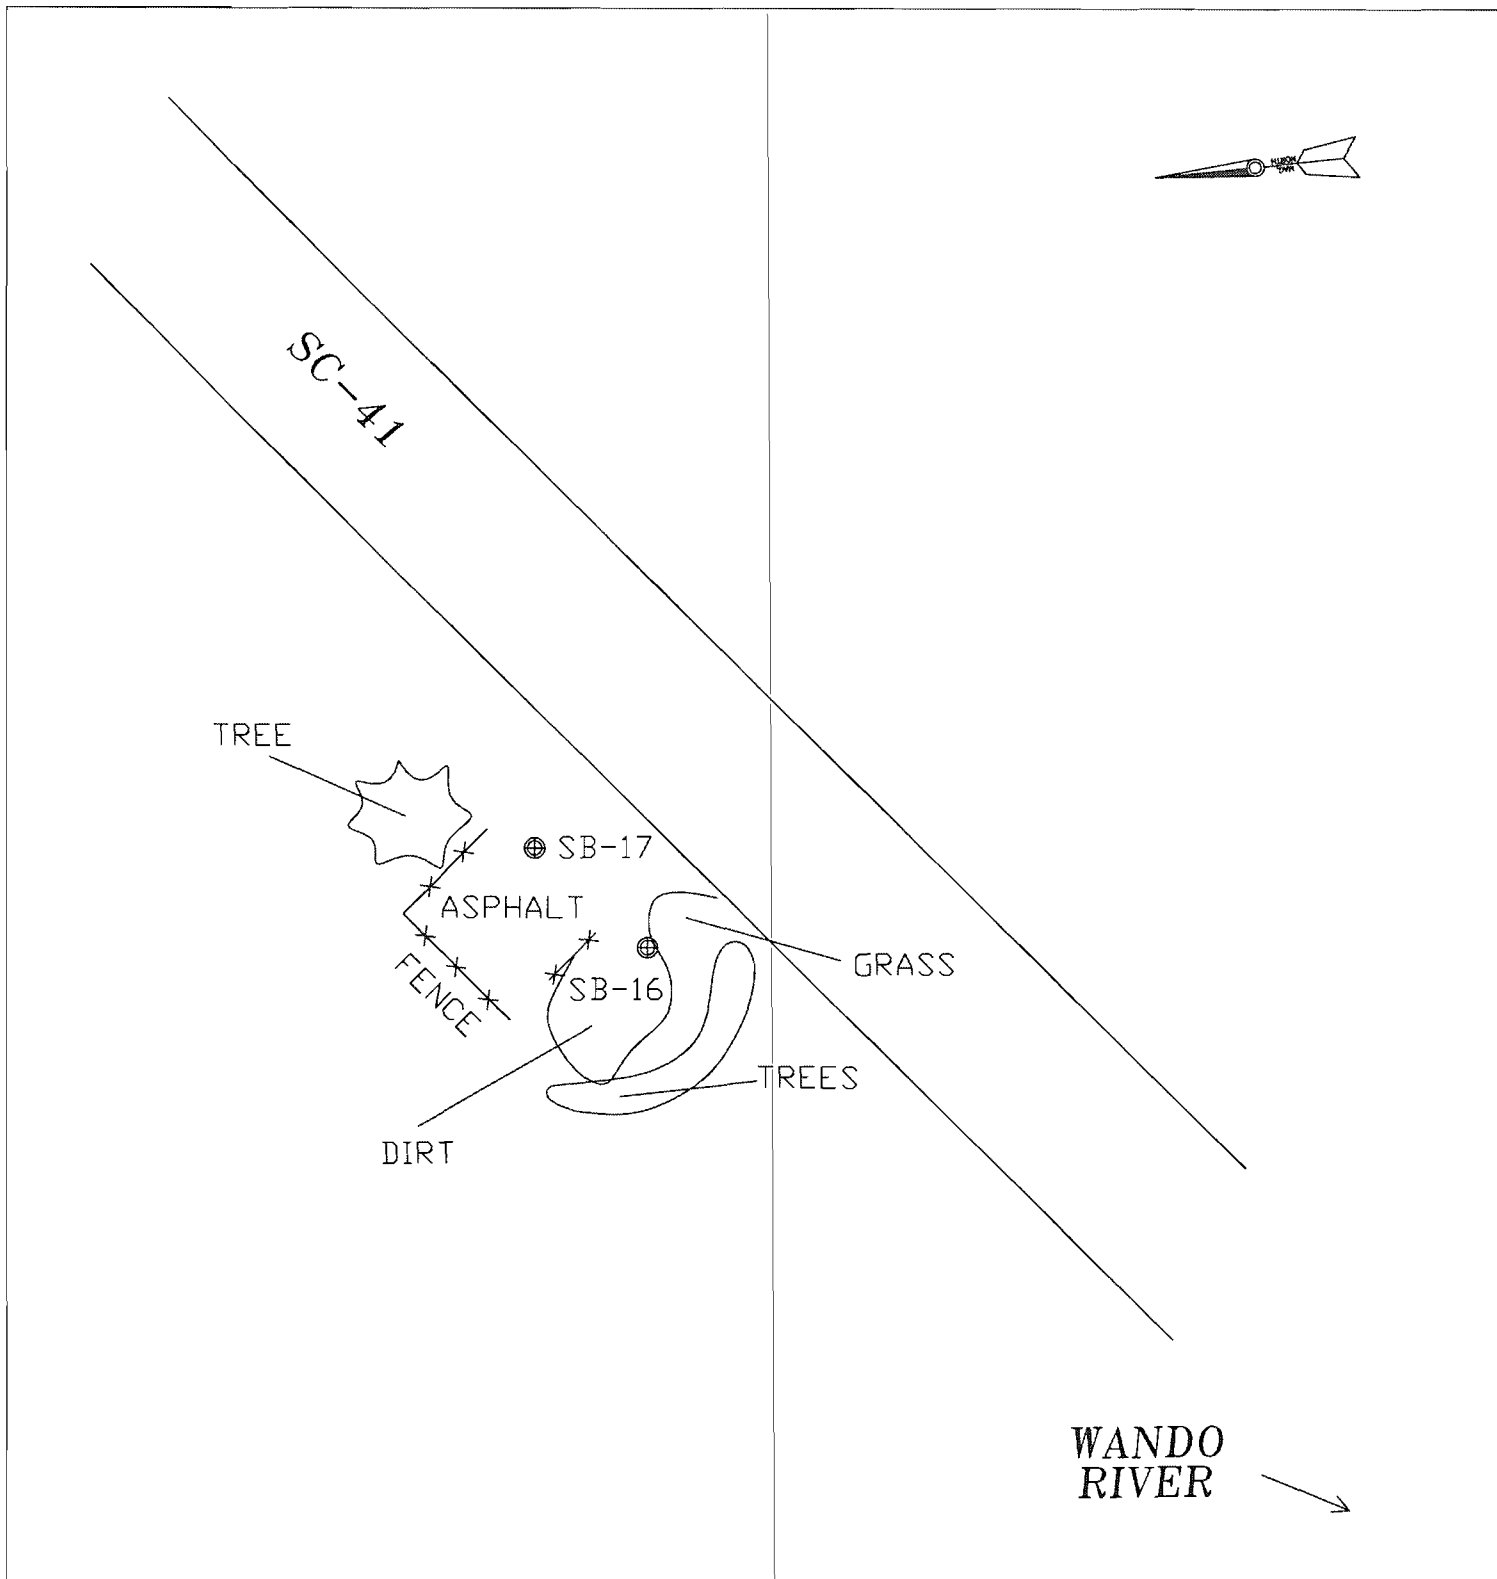 SC-41
TREE
SB-17
ASPHALT
FENCE
GRASS
SB-16
TREES
DIRT
WANDO
RIVER